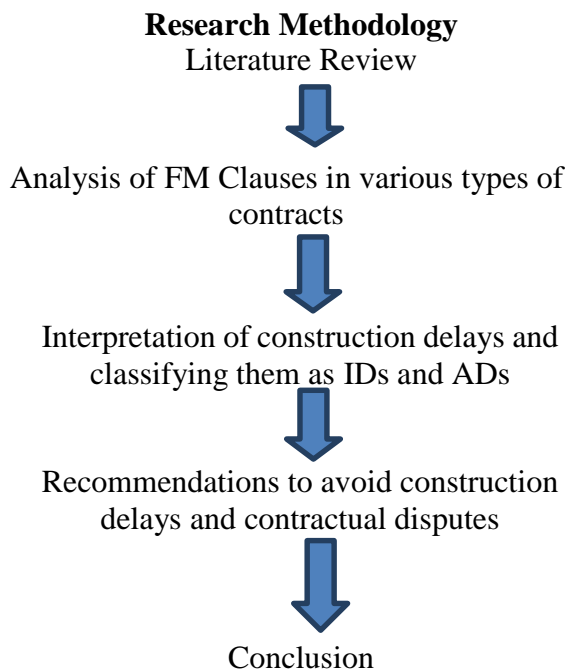 Research Methodology
Literature Review
Analysis of FM Clauses in various types of
contracts
Interpretation of construction delays and
classifying them as IDs and ADs
Recommendations to avoid construction
delays and contractual disputes
Conclusion